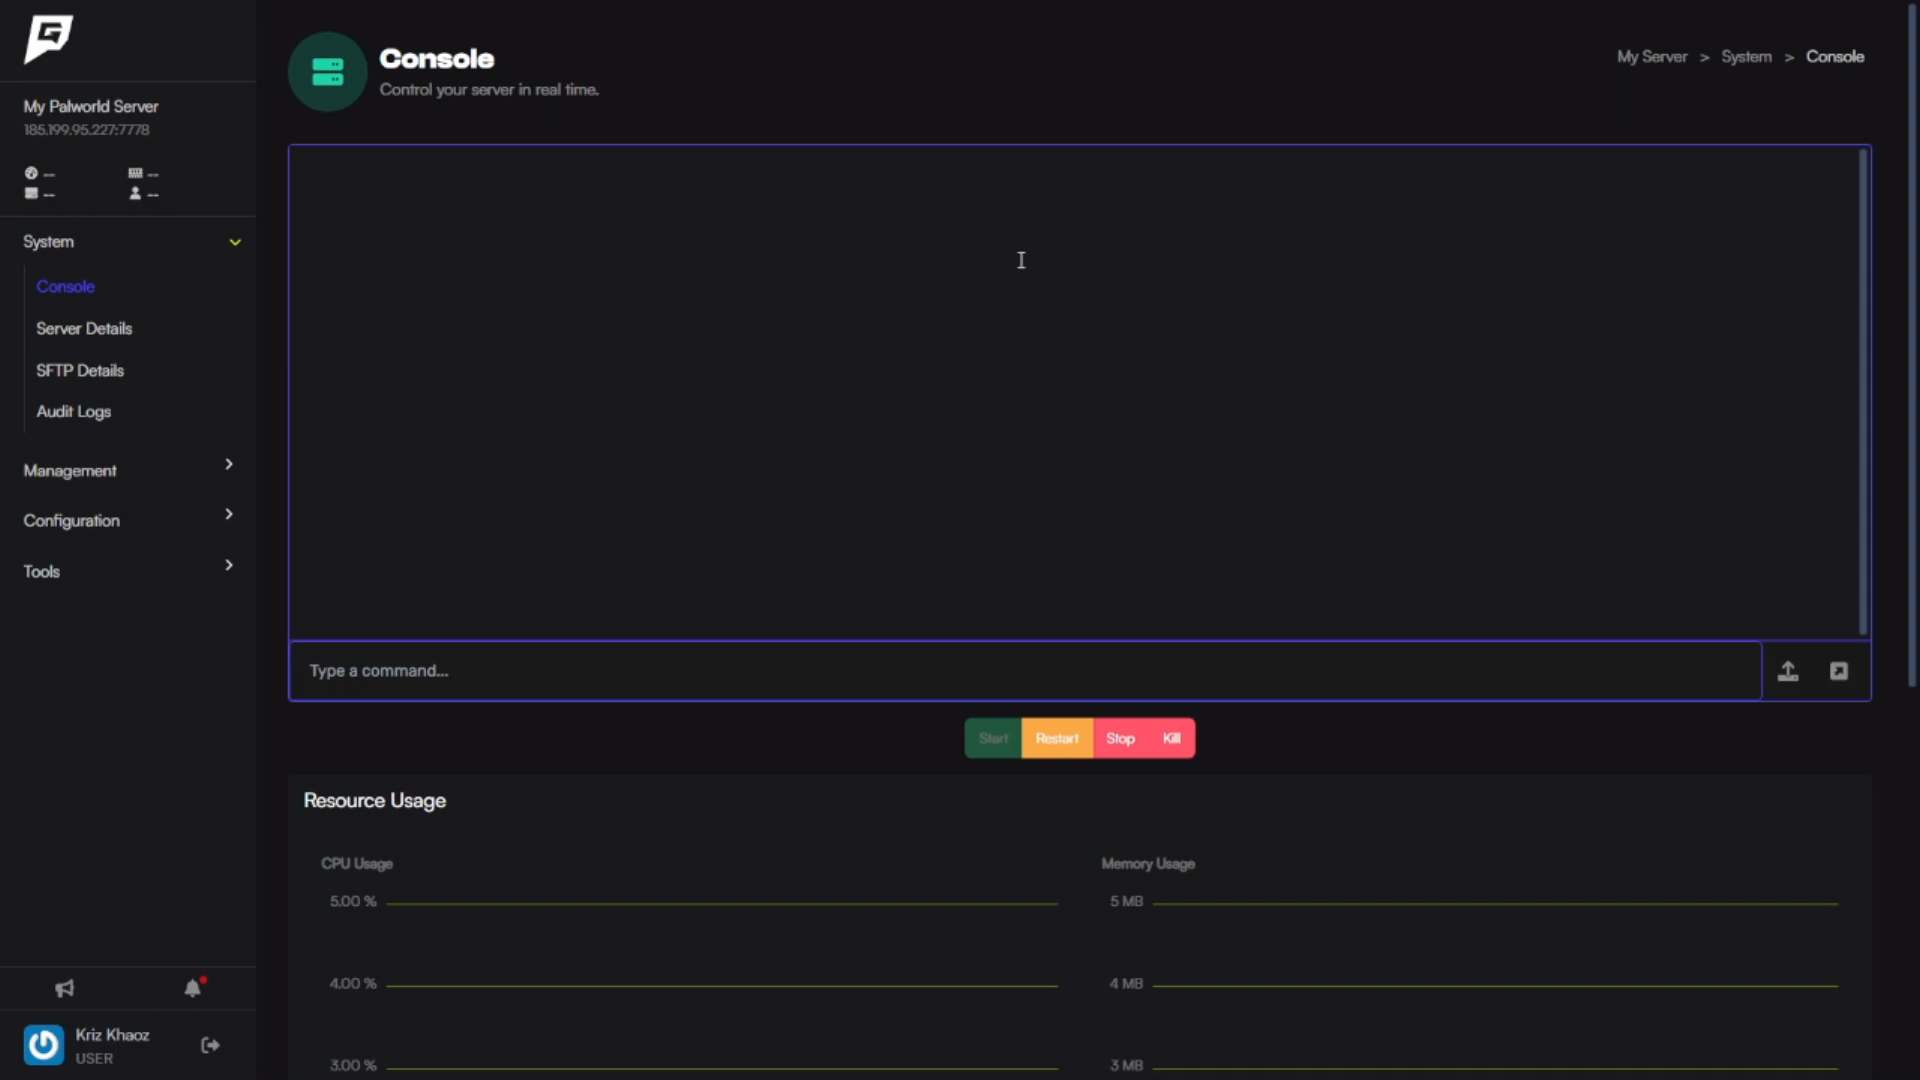 Console
Control your server in real time.
My Server > System > Console
My Palworld Server
185.199.95.227:7778
--
--
--
--
System
Console
Server Details
SFTP Details
Audit Logs
Management
Configuration
Tools
Type a command...
Start
Restart
Stop
Kill
Resource Usage
CPU Usage
5.00 %
4.00 %
3.00 %
Memory Usage
5 MB
4 MB
3 MB
Kriz Khaoz
USER